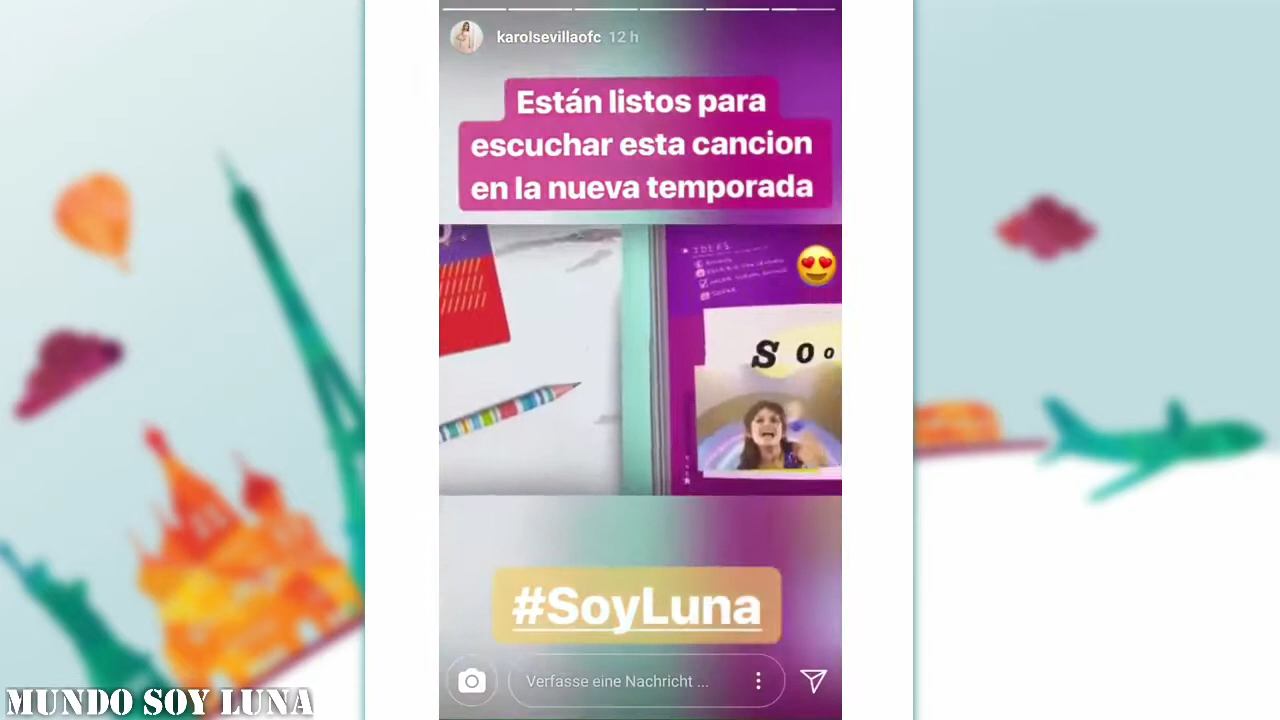 karolsevillaofc 12 h
Están listos para
escuchar esta cancion
en la nueva temporada
IDEAS
S o o
#SoyLuna
Verfasse eine Nachricht ...
MUNDO SOY LUNA